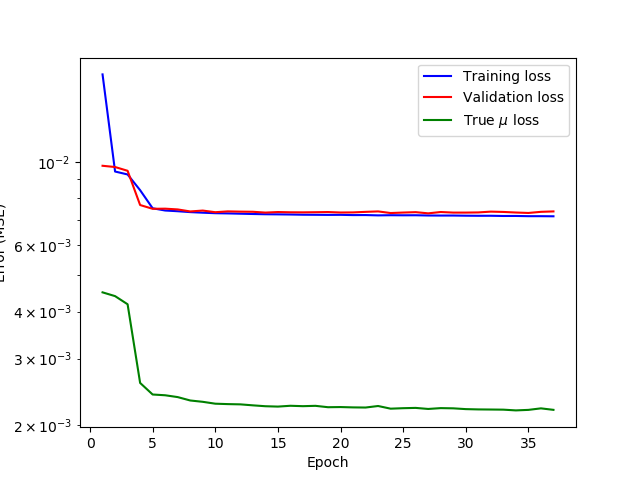 Training loss
Validation loss
True μ loss
10⁻²
6 × 10⁻³
4 × 10⁻³
3 × 10⁻³
2 × 10⁻³
(MSE)
0 5 10 15 20 25 30 35
Epoch